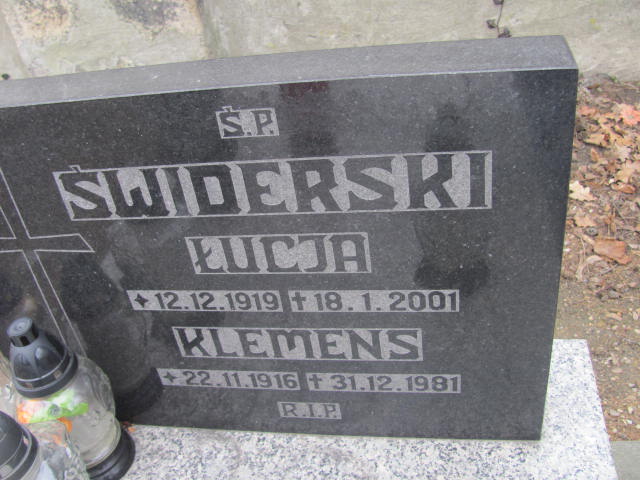 Ś.P.
ŚWIDERSKI
ŁUCJA
12.12.1919 † 18.1.2001
KLEMENS
22.11.1916 † 31.12.1981
R.I.P.